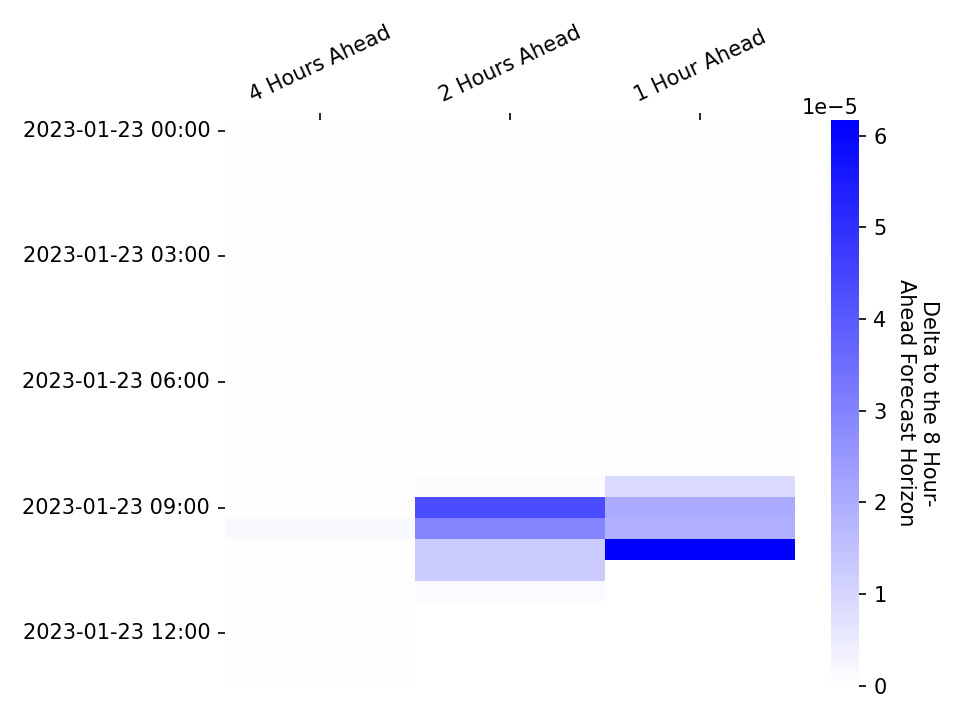 4 Hours Ahead
2 Hours Ahead
1 Hour Ahead
1e−5
2023-01-23 00:00
2023-01-23 03:00
2023-01-23 06:00
2023-01-23 09:00
2023-01-23 12:00
6
5
4
3
2
1
0
Delta to the 8 Hour-
Ahead Forecast Horizon